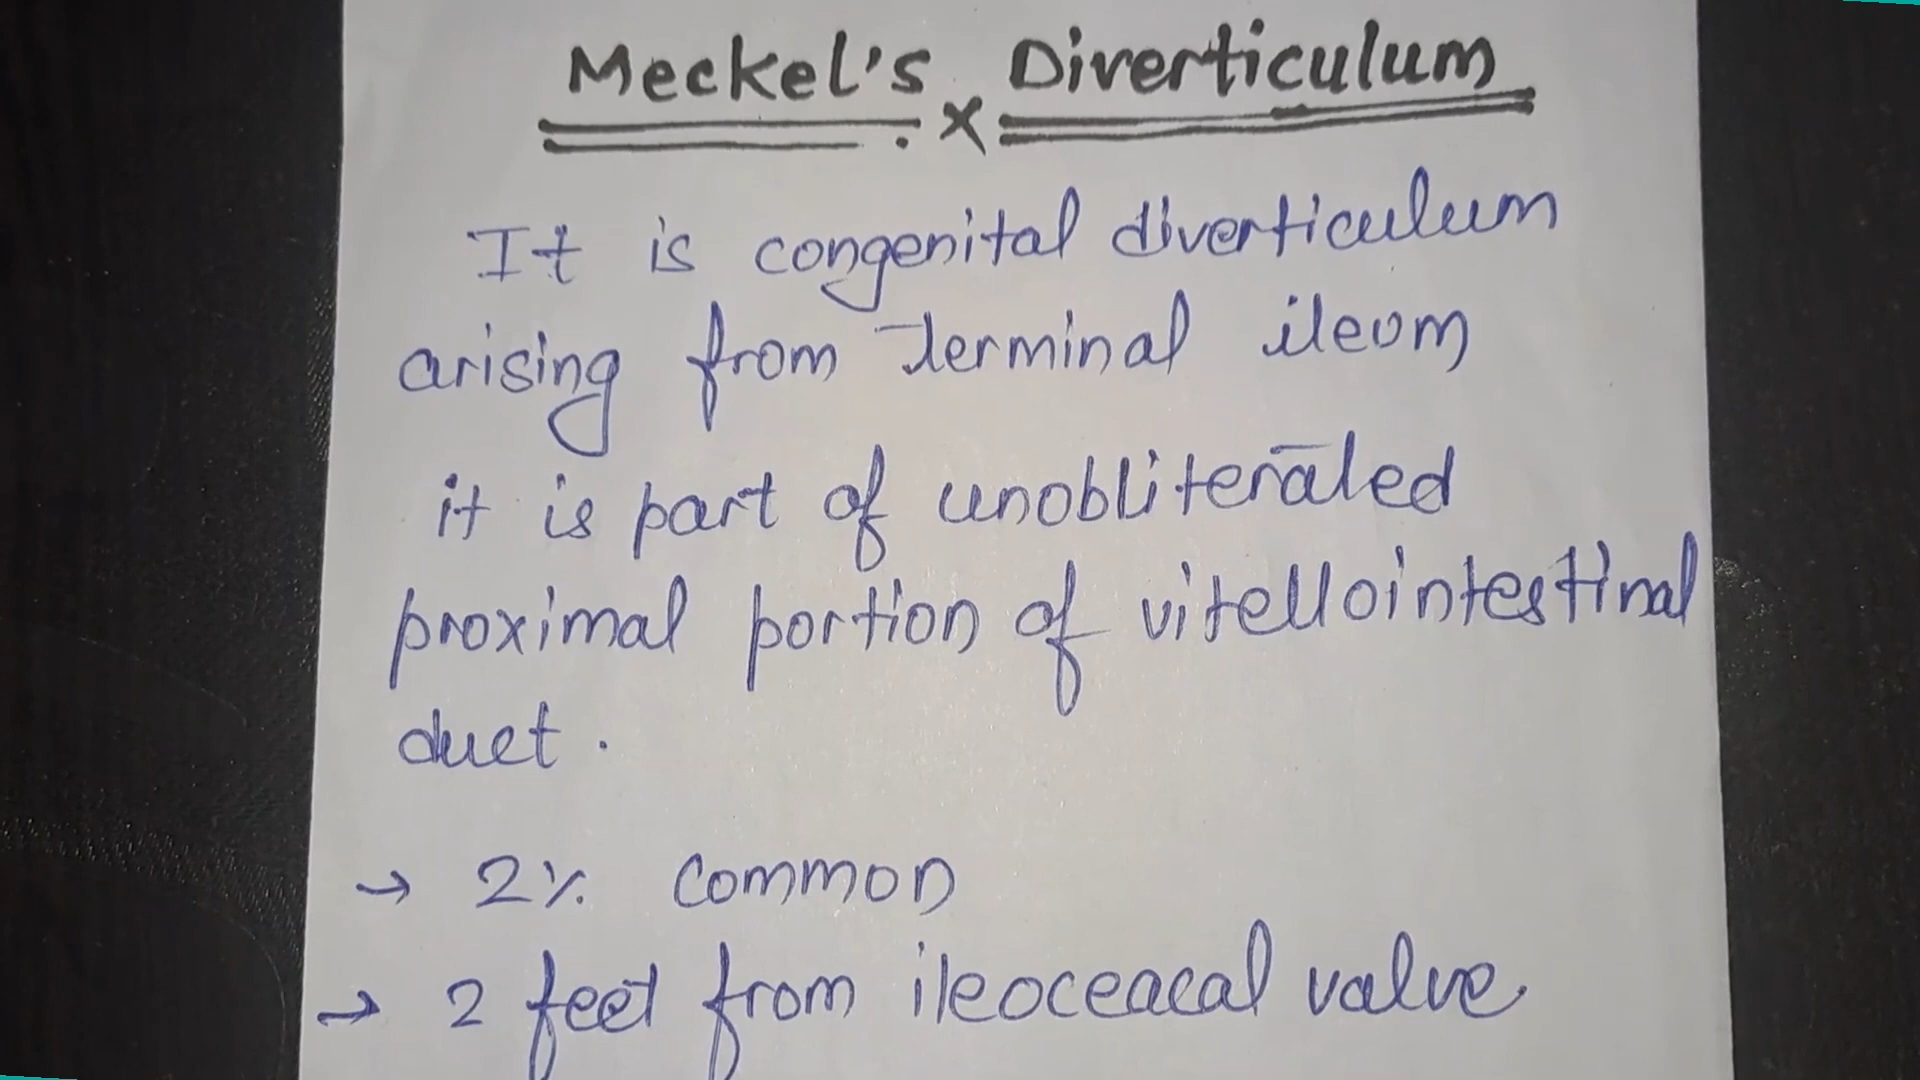 Meckel's x Diverticulum
It is congenital diverticulum
arising from Terminal ileum
it is part of unobliterated
proximal portion of vitellointestinal
duct.
→ 2% common
→ 2 feet from ileoceacal valve